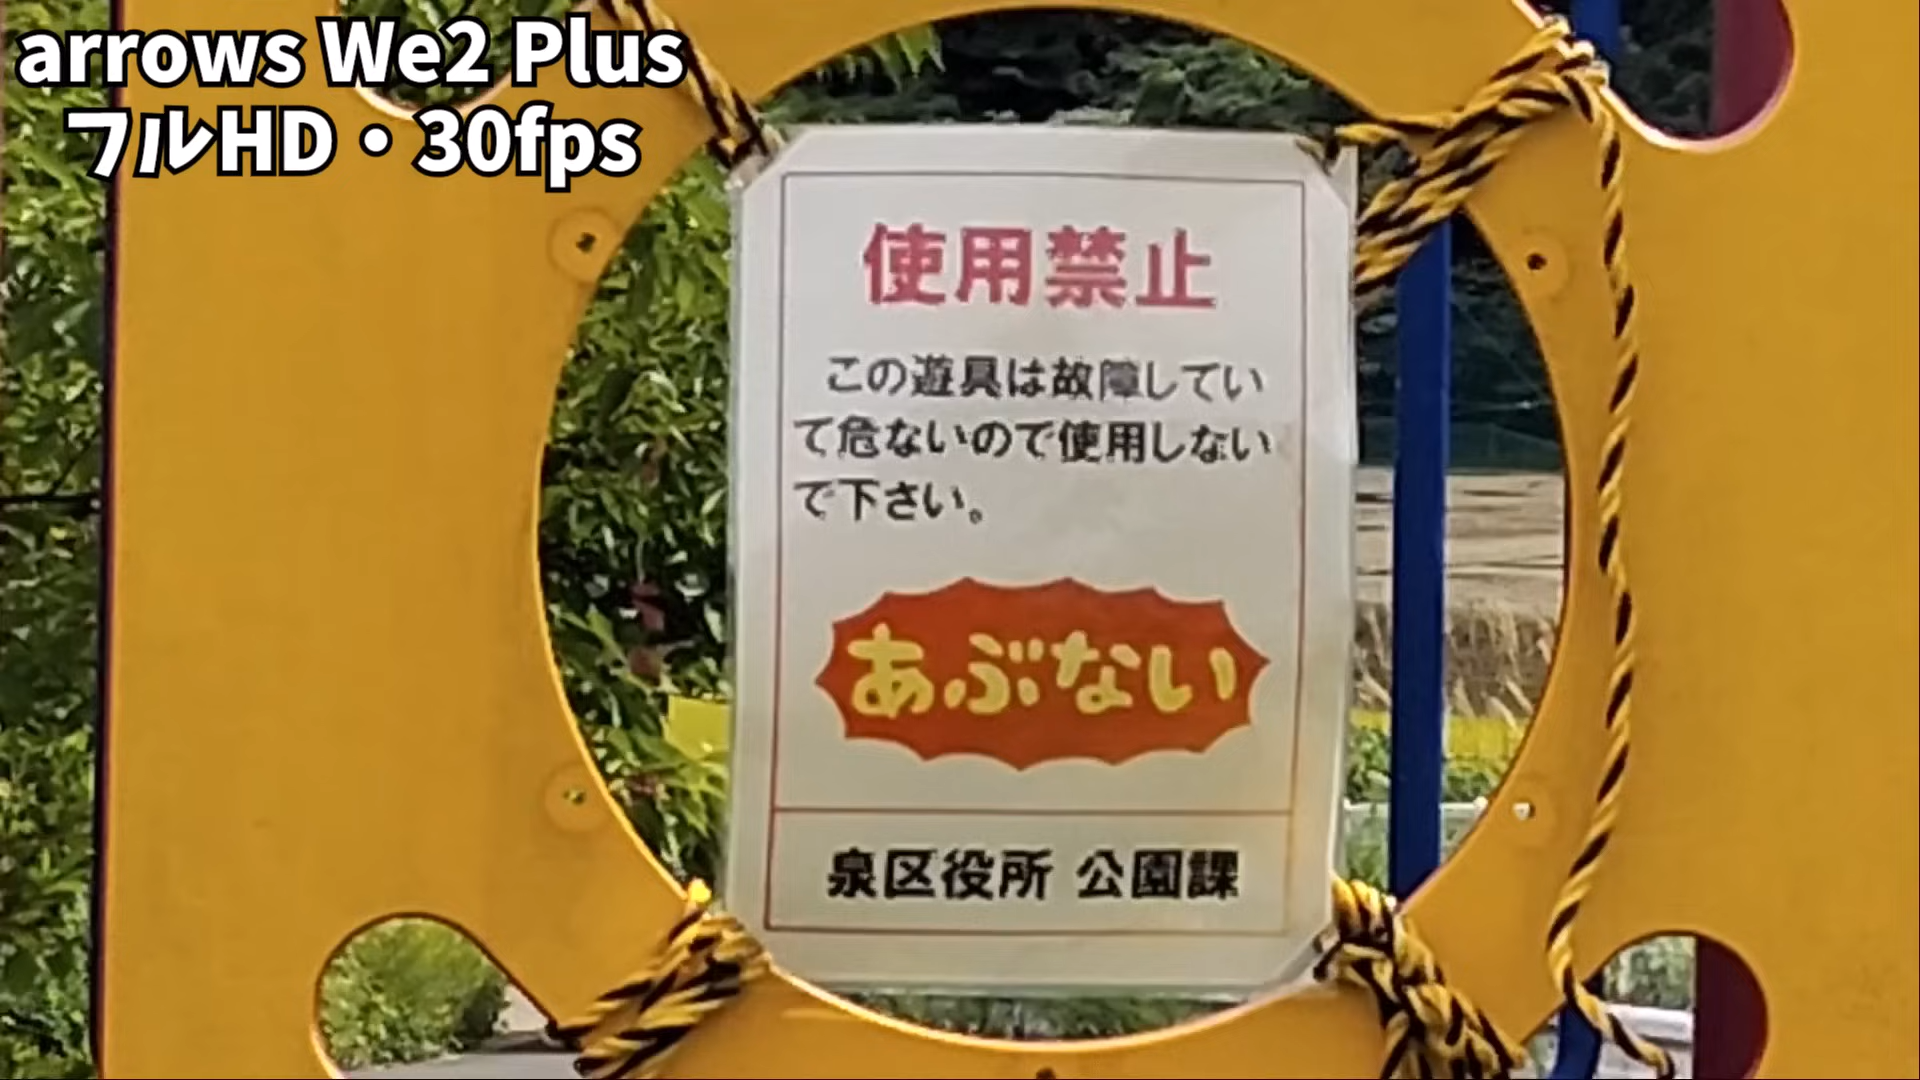 arrows We2 Plus
フルHD・30fps
使用禁止
この遊具は故障してい
て危ないので使用しない
で下さい。
あぶない
泉区役所 公園課